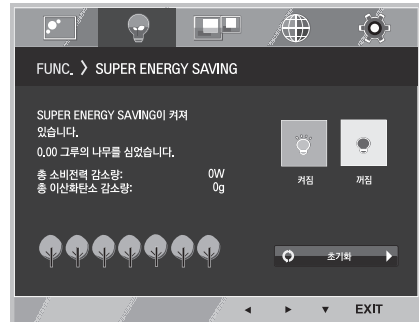 FUNC. > SUPER ENERGY SAVING
SUPER ENERGY SAVING이 켜져
있습니다.
0.00 그루의 나무를 심었습니다.
총 소비전력 감소량: 0W
총 이산화탄소 감소량: 0g
켜짐 꺼짐
초기화
EXIT